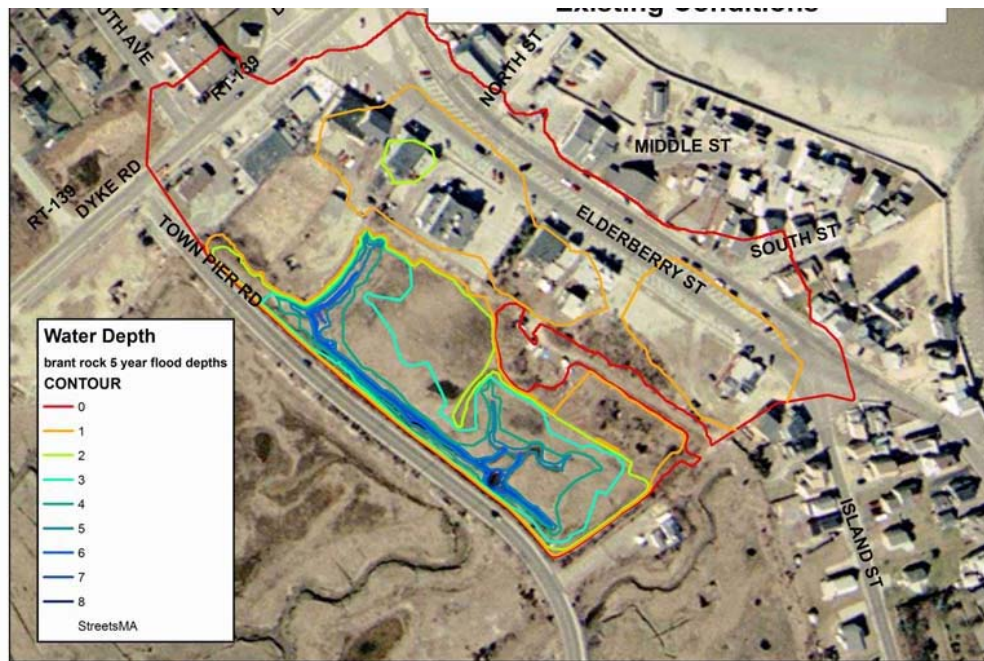 Existing Conditions
UTH AVE
RT-139
NORTH ST
MIDDLE ST
RT-139
DYKE RD
TOWN PIER RD
ELDERBERRY ST
SOUTH ST
ISLAND ST
Water Depth
brant rock 5 year flood depths
CONTOUR
0
1
2
3
4
5
6
7
8
StreetsMA